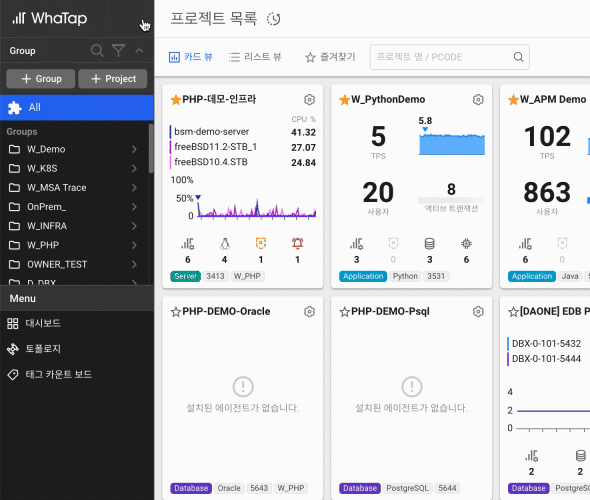 WhaTap
Group
+ Group
+ Project
All
Groups
W_Demo
W_K8S
W_MSA Trace
OnPrem_
W_INFRA
W_PHP
OWNER_TEST
D_DBX
Menu
대시보드
토폴로지
태그 카운트 보드
프로젝트 목록
카드 뷰
리스트 뷰
즐겨찾기
프로젝트 명 / PCODE
PHP-데모-인프라
CPU %
bsm-demo-server 41.32
freeBSD11.2-STB_1 27.07
freeBSD10.4.STB 24.84
100%
50%
0
6 4 1 1
Server 3413 W_PHP
W_PythonDemo
5
TPS
5.8
20
사용자
8
액티브 트랜잭션
3 0 3 6
Application Python 3531
W_APM Demo
102
TPS
863
사용자
6 0
Application Java
PHP-DEMO-Oracle
설치된 에이전트가 없습니다.
Database Oracle 5643 W_PHP
PHP-DEMO-Psql
설치된 에이전트가 없습니다.
Database PostgreSQL 5644
[DAONE] EDB P
DBX-0-101-5432
DBX-0-101-5444
4
2
0
2 2
Database PostgreSQL